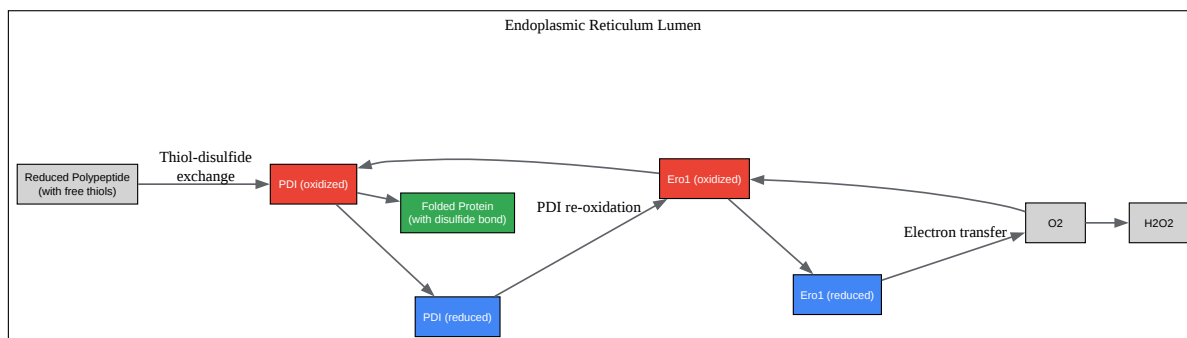 Endoplasmic Reticulum Lumen
Thiol-disulfide
exchange
Reduced Polypeptide
(with free thiols)
PDI (oxidized)
Ero1 (oxidized)
Folded Protein
(with disulfide bond)
PDI re-oxidation
O2
H2O2
Electron transfer
Ero1 (reduced)
PDI (reduced)